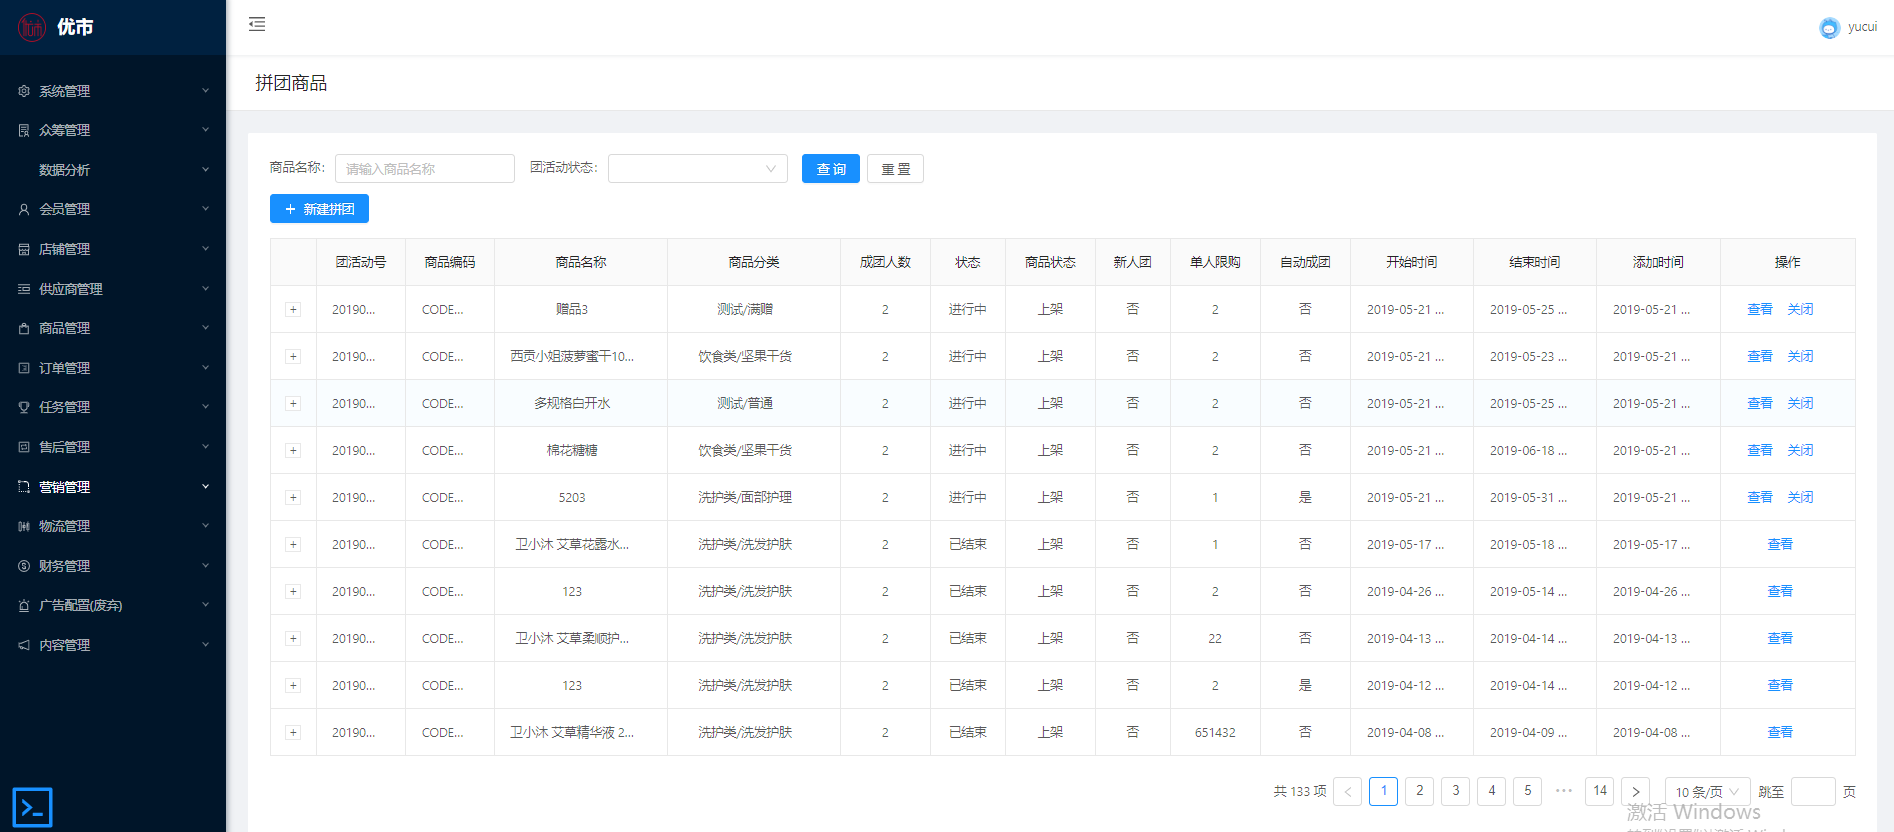 优市
yucui
系统管理
众筹管理
数据分析
会员管理
店铺管理
供应商管理
商品管理
订单管理
任务管理
售后管理
营销管理
物流管理
财务管理
广告配置(废弃)
内容管理
拼团商品
商品名称: 请输入商品名称 团活动状态: 查 询 重 置
+ 新建拼团
团活动号 商品编码 商品名称 商品分类 成团人数 状态 商品状态 新人团 单人限购 自动成团 开始时间 结束时间 添加时间 操作
+ 20190... CODE... 赠品3 测试/满赠 2 进行中 上架 否 2 否 2019-05-21 ... 2019-05-25 ... 2019-05-21 ... 查看 关闭
+ 20190... CODE... 西贡小姐菠萝蜜干10... 饮食类/坚果干货 2 进行中 上架 否 2 否 2019-05-21 ... 2019-05-23 ... 2019-05-21 ... 查看 关闭
+ 20190... CODE... 多规格白开水 测试/普通 2 进行中 上架 否 2 否 2019-05-21 ... 2019-05-25 ... 2019-05-21 ... 查看 关闭
+ 20190... CODE... 棉花糖糖 饮食类/坚果干货 2 进行中 上架 否 2 否 2019-05-21 ... 2019-06-18 ... 2019-05-21 ... 查看 关闭
+ 20190... CODE... 5203 洗护类/面部护理 2 进行中 上架 否 1 是 2019-05-21 ... 2019-05-31 ... 2019-05-21 ... 查看 关闭
+ 20190... CODE... 卫小沐 艾草花露水... 洗护类/洗发护肤 2 已结束 上架 否 1 否 2019-05-17 ... 2019-05-18 ... 2019-05-17 ... 查看
+ 20190... CODE... 123 洗护类/洗发护肤 2 已结束 上架 否 2 否 2019-04-26 ... 2019-05-14 ... 2019-04-26 ... 查看
+ 20190... CODE... 卫小沐 艾草柔顺护... 洗护类/洗发护肤 2 已结束 上架 否 22 否 2019-04-13 ... 2019-04-14 ... 2019-04-13 ... 查看
+ 20190... CODE... 123 洗护类/洗发护肤 2 已结束 上架 否 2 是 2019-04-12 ... 2019-04-14 ... 2019-04-12 ... 查看
+ 20190... CODE... 卫小沐 艾草精华液 2... 洗护类/洗发护肤 2 已结束 上架 否 651432 否 2019-04-08 ... 2019-04-09 ... 2019-04-08 ... 查看
共 133 项 < 1 2 3 4 5 ••• 14 > 10 条/页 跳至 页
激活 Windows